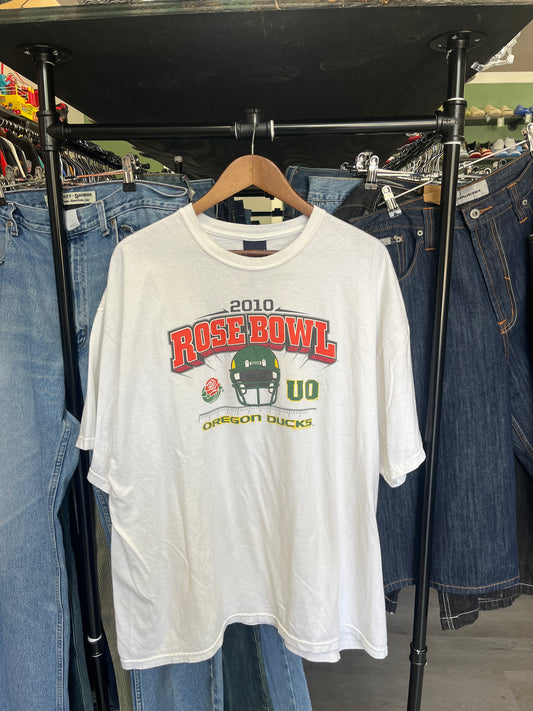 2010
ROSE BOWL
UO
OREGON DUCKS